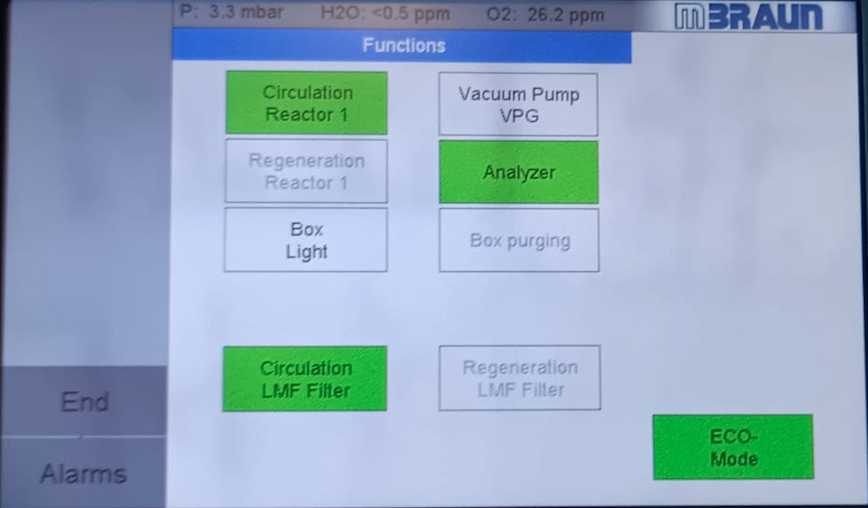 P: 3.3 mbar H2O: <0.5 ppm O2: 26.2 ppm
mBRAUN
Functions
Circulation
Reactor 1
Vacuum Pump
VPG
Regeneration
Reactor 1
Analyzer
Box
Light
Box purging
Circulation
LMF Filter
Regeneration
LMF Filter
End
ECO-
Mode
Alarms